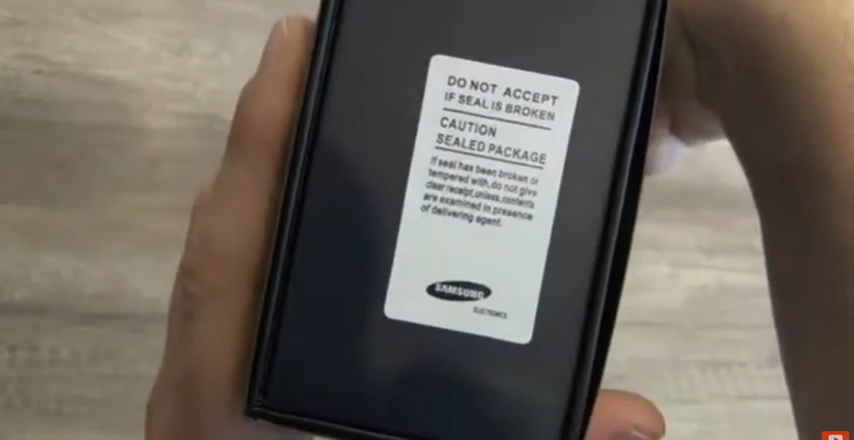 DO NOT ACCEPT
IF SEAL IS BROKEN
CAUTION
SEALED PACKAGE
If seal has been broken or
tempered with,do not give
clear receipt,unless,contents
are examined in presence
of delivering agent.
SAMSUNG
ELECTRONICS